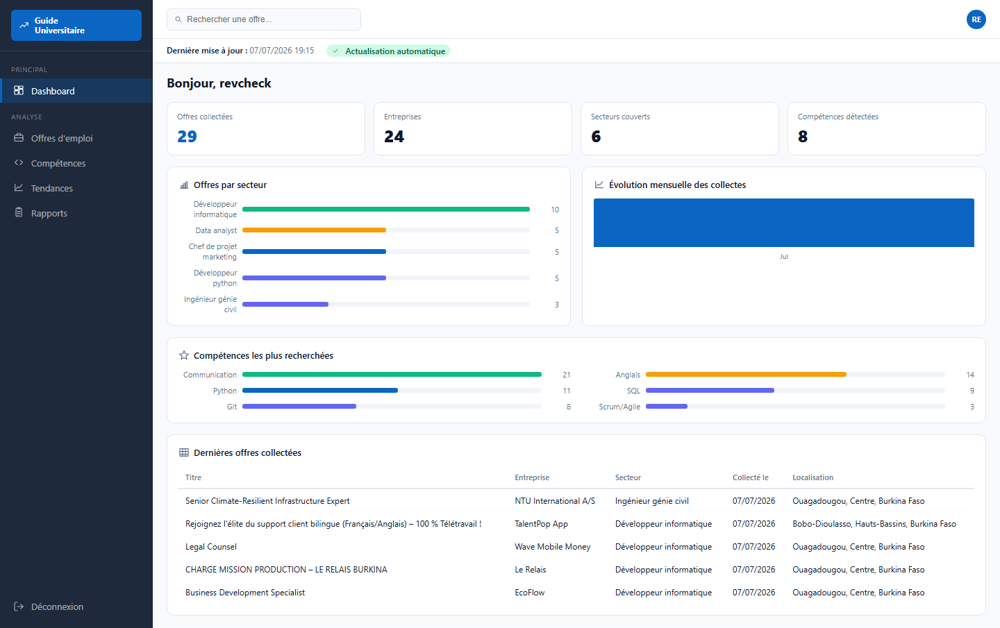 Guide
Universitaire
Rechercher une offre...
RE
Dernière mise à jour : 07/07/2026 19:15
Actualisation automatique
PRINCIPAL
Dashboard
ANALYSE
Offres d'emploi
Compétences
Tendances
Rapports
Déconnexion
Bonjour, revcheck
Offres collectées
29
Entreprises
24
Secteurs couverts
6
Compétences détectées
8
Offres par secteur
Développeur
informatique
10
Data analyst
5
Chef de projet
marketing
5
Développeur
python
5
Ingénieur génie
civil
3
Évolution mensuelle des collectes
Jul
Compétences les plus recherchées
Communication
21
Anglais
14
Python
11
SQL
9
Git
8
Scrum/Agile
3
Dernières offres collectées
Titre Entreprise Secteur Collecté le Localisation
Senior Climate-Resilient Infrastructure Expert NTU International A/S Ingénieur génie civil 07/07/2026 Ouagadougou, Centre, Burkina Faso
Rejoignez l'élite du support client bilingue (Français/Anglais) – 100 % Télétravail ! TalentPop App Développeur informatique 07/07/2026 Bobo-Dioulasso, Hauts-Bassins, Burkina Faso
Legal Counsel Wave Mobile Money Développeur informatique 07/07/2026 Ouagadougou, Centre, Burkina Faso
CHARGE MISSION PRODUCTION – LE RELAIS BURKINA Le Relais Développeur informatique 07/07/2026 Ouagadougou, Centre, Burkina Faso
Business Development Specialist EcoFlow Développeur informatique 07/07/2026 Ouagadougou, Centre, Burkina Faso